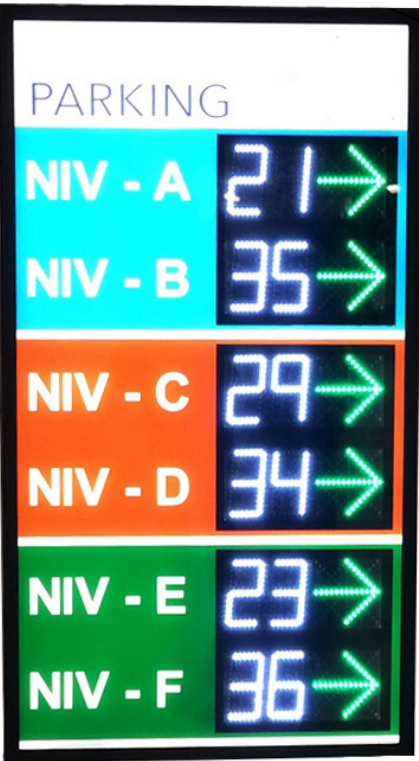 PARKING
NIV - A 21 →
NIV - B 35 →
NIV - C 29 →
NIV - D 34 →
NIV - E 23 →
NIV - F 36 →